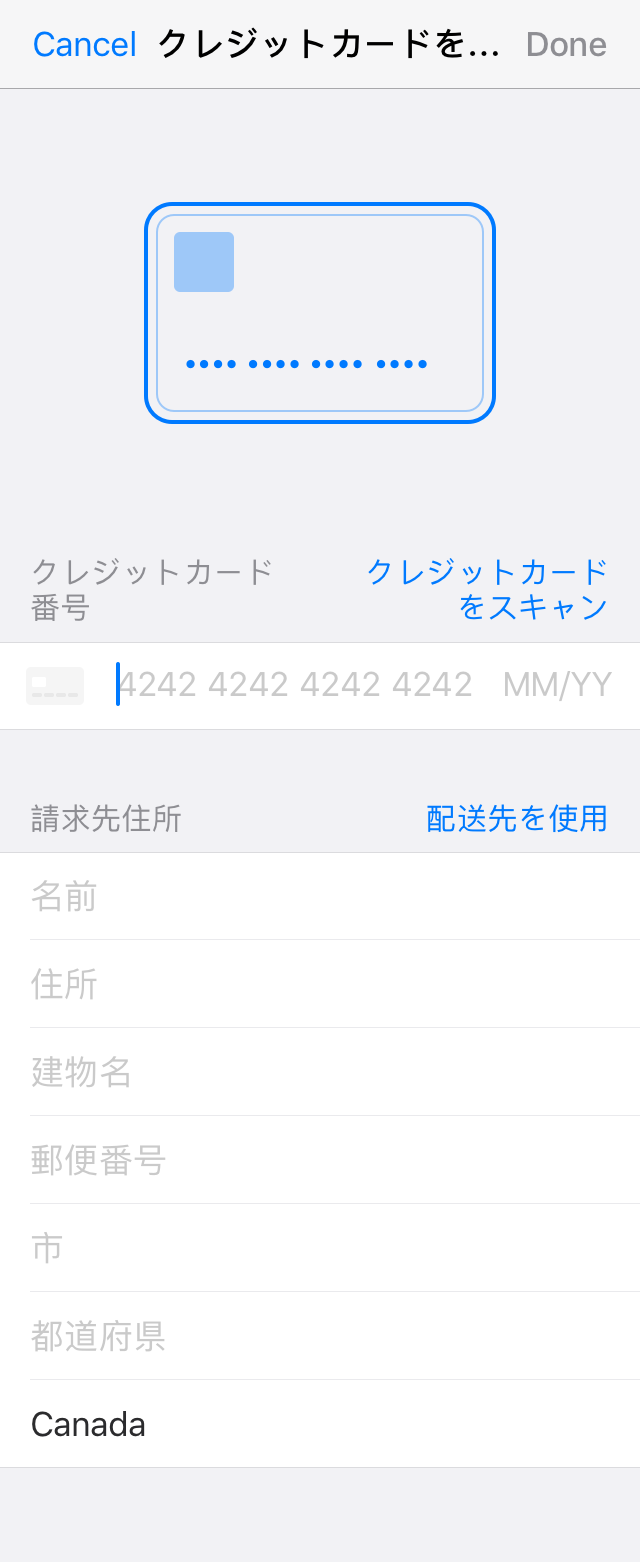 Cancel クレジットカードを... Done
クレジットカード
番号
クレジットカード
をスキャン
4242 4242 4242 4242 MM/YY
請求先住所 配送先を使用
名前
住所
建物名
郵便番号
市
都道府県
Canada